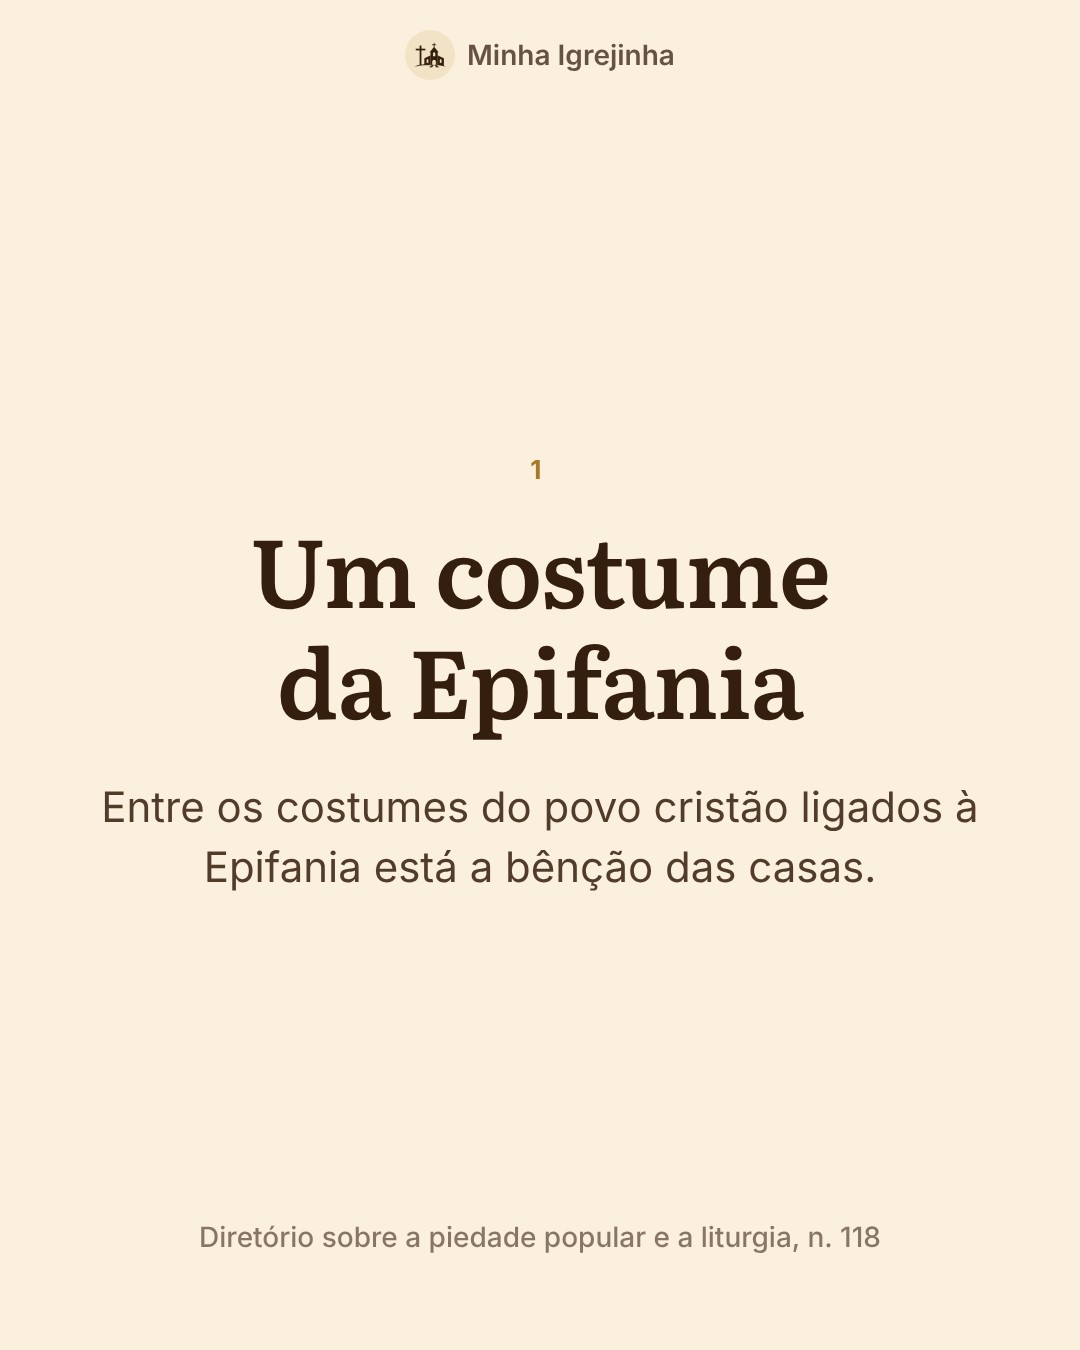 Minha Igrejinha
1
Um costume
da Epifania
Entre os costumes do povo cristão ligados à
Epifania está a bênção das casas.
Diretório sobre a piedade popular e a liturgia, n. 118